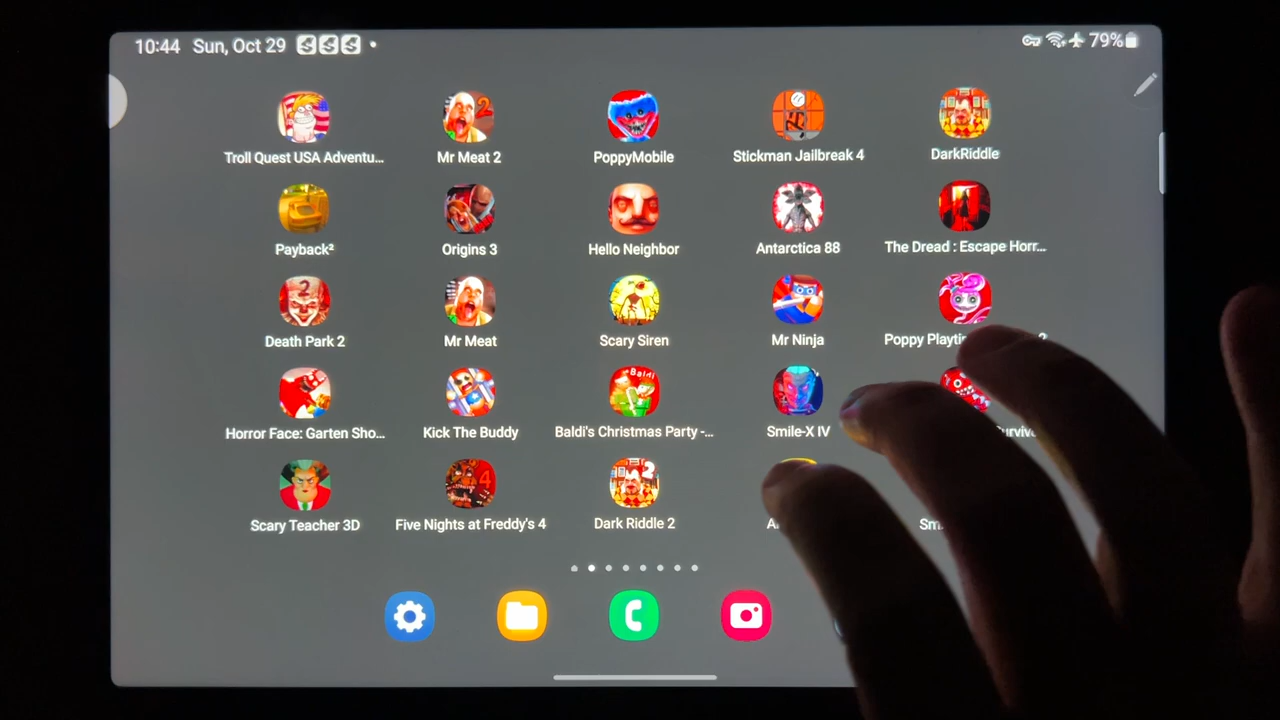 10:44 Sun, Oct 29
79%
Troll Quest USA Adventu...
Mr Meat 2
PoppyMobile
Stickman Jailbreak 4
DarkRiddle
Payback²
Origins 3
Hello Neighbor
Antarctica 88
The Dread : Escape Horr...
Death Park 2
Mr Meat
Scary Siren
Mr Ninja
Poppy
Horror Face: Garten Sho...
Kick The Buddy
Baldi's Christmas Party -...
Smile-X IV
Scary Teacher 3D
Five Nights at Freddy's 4
Dark Riddle 2